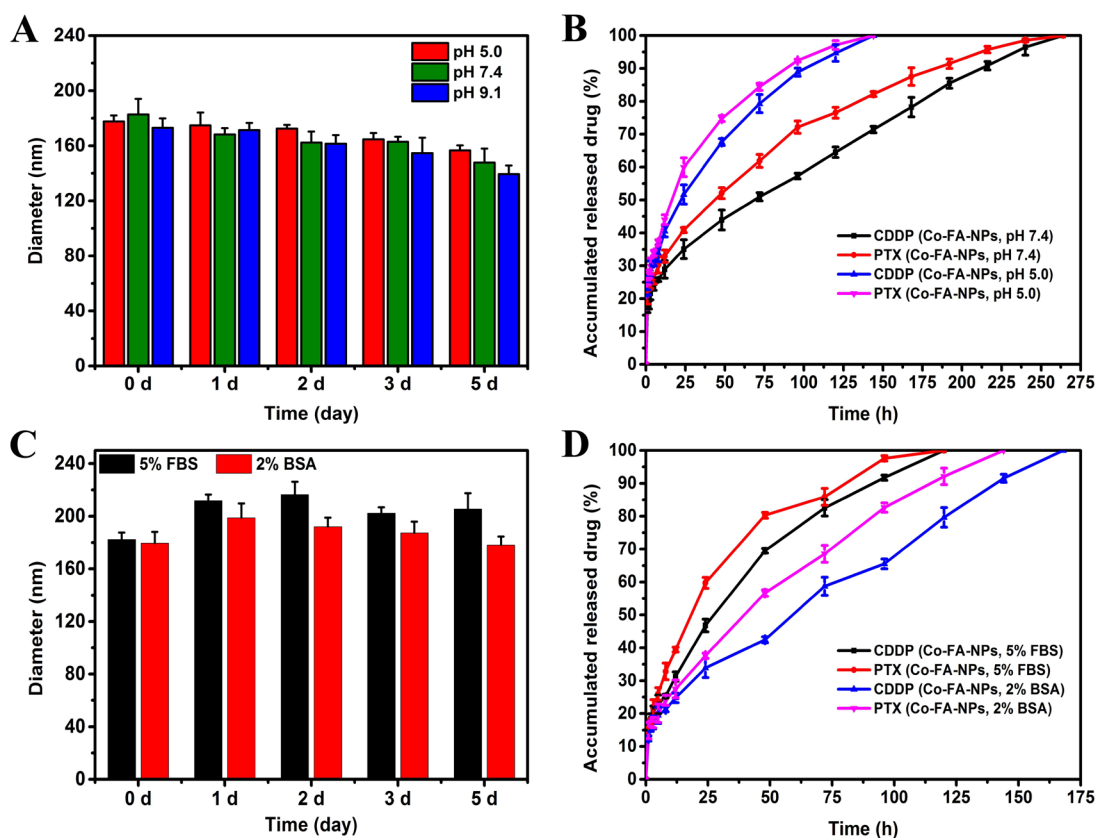 A
240
200
160
120
80
40
0
Diameter (nm)
pH 5.0
pH 7.4
pH 9.1
0 d 1 d 2 d 3 d 5 d
Time (day)
B
100
90
80
70
60
50
40
30
20
10
0
Accumulated released drug (%)
CDDP (Co-FA-NPs, pH 7.4)
PTX (Co-FA-NPs, pH 7.4)
CDDP (Co-FA-NPs, pH 5.0)
PTX (Co-FA-NPs, pH 5.0)
0 25 50 75 100 125 150 175 200 225 250 275
Time (h)
C
240
200
160
120
80
40
0
Diameter (nm)
5% FBS 2% BSA
0 d 1 d 2 d 3 d 5 d
Time (day)
D
100
90
80
70
60
50
40
30
20
10
0
Accumulated released drug (%)
CDDP (Co-FA-NPs, 5% FBS)
PTX (Co-FA-NPs, 5% FBS)
CDDP (Co-FA-NPs, 2% BSA)
PTX (Co-FA-NPs, 2% BSA)
0 25 50 75 100 125 150 175
Time (h)